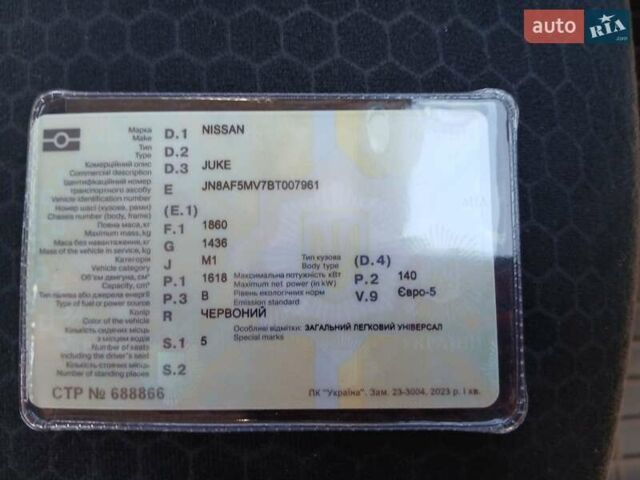 auto RIA.com
Марка
Make D.1 NISSAN
Тип
Type D.2
Комерційний опис
Commercial description D.3 JUKE
Ідентифікаційний номер
транспортного засобу
Vehicle identification number E JN8AF5MV7BT007961
Номер шасі (кузова, рами)
Chassis number (body, frame) (E.1)
Повна маса, кг
Maximum mass, kg F.1 1860
Маса без навантаження, кг
Mass of the vehicle in service, kg G 1436
Категорія
Vehicle category J M1
Тип кузова
Body type (D.4)
Об'єм двигуна, см³
Capacity, cm³ P.1 1618
Максимальна потужність кВт
Maximum net power (in kW) P.2 140
Тип пального або джерела енергії
Type of fuel or power source P.3 B
Рівень екологічних норм
Emission standard V.9 Євро-5
Колір
Color of the vehicle R ЧЕРВОНИЙ
Особливі відмітки: ЗАГАЛЬНИЙ ЛЕГКОВИЙ УНІВЕРСАЛ
Special marks
Кількість сидячих місць
з місцем водія
Number of seats
including the driver's seat S.1 5
Кількість стоячих місць
Number of standing places S.2
СТР № 688866
ПК "Україна". Зам. 23-3004, 2023 р. І кв.